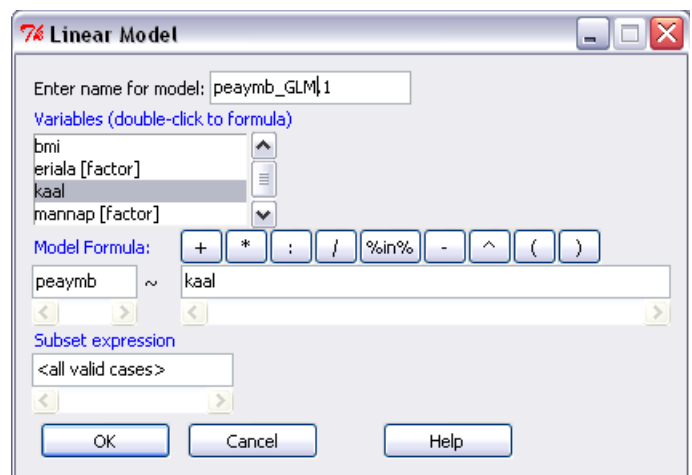 Linear Model
Enter name for model: peaymb_GLM.1
Variables (double-click to formula)
bmi
eriala [factor]
kaal
mannap [factor]
Model Formula: + * : / %in% - ^ ( )
peaymb ~ kaal
Subset expression
<all valid cases>
OK Cancel Help